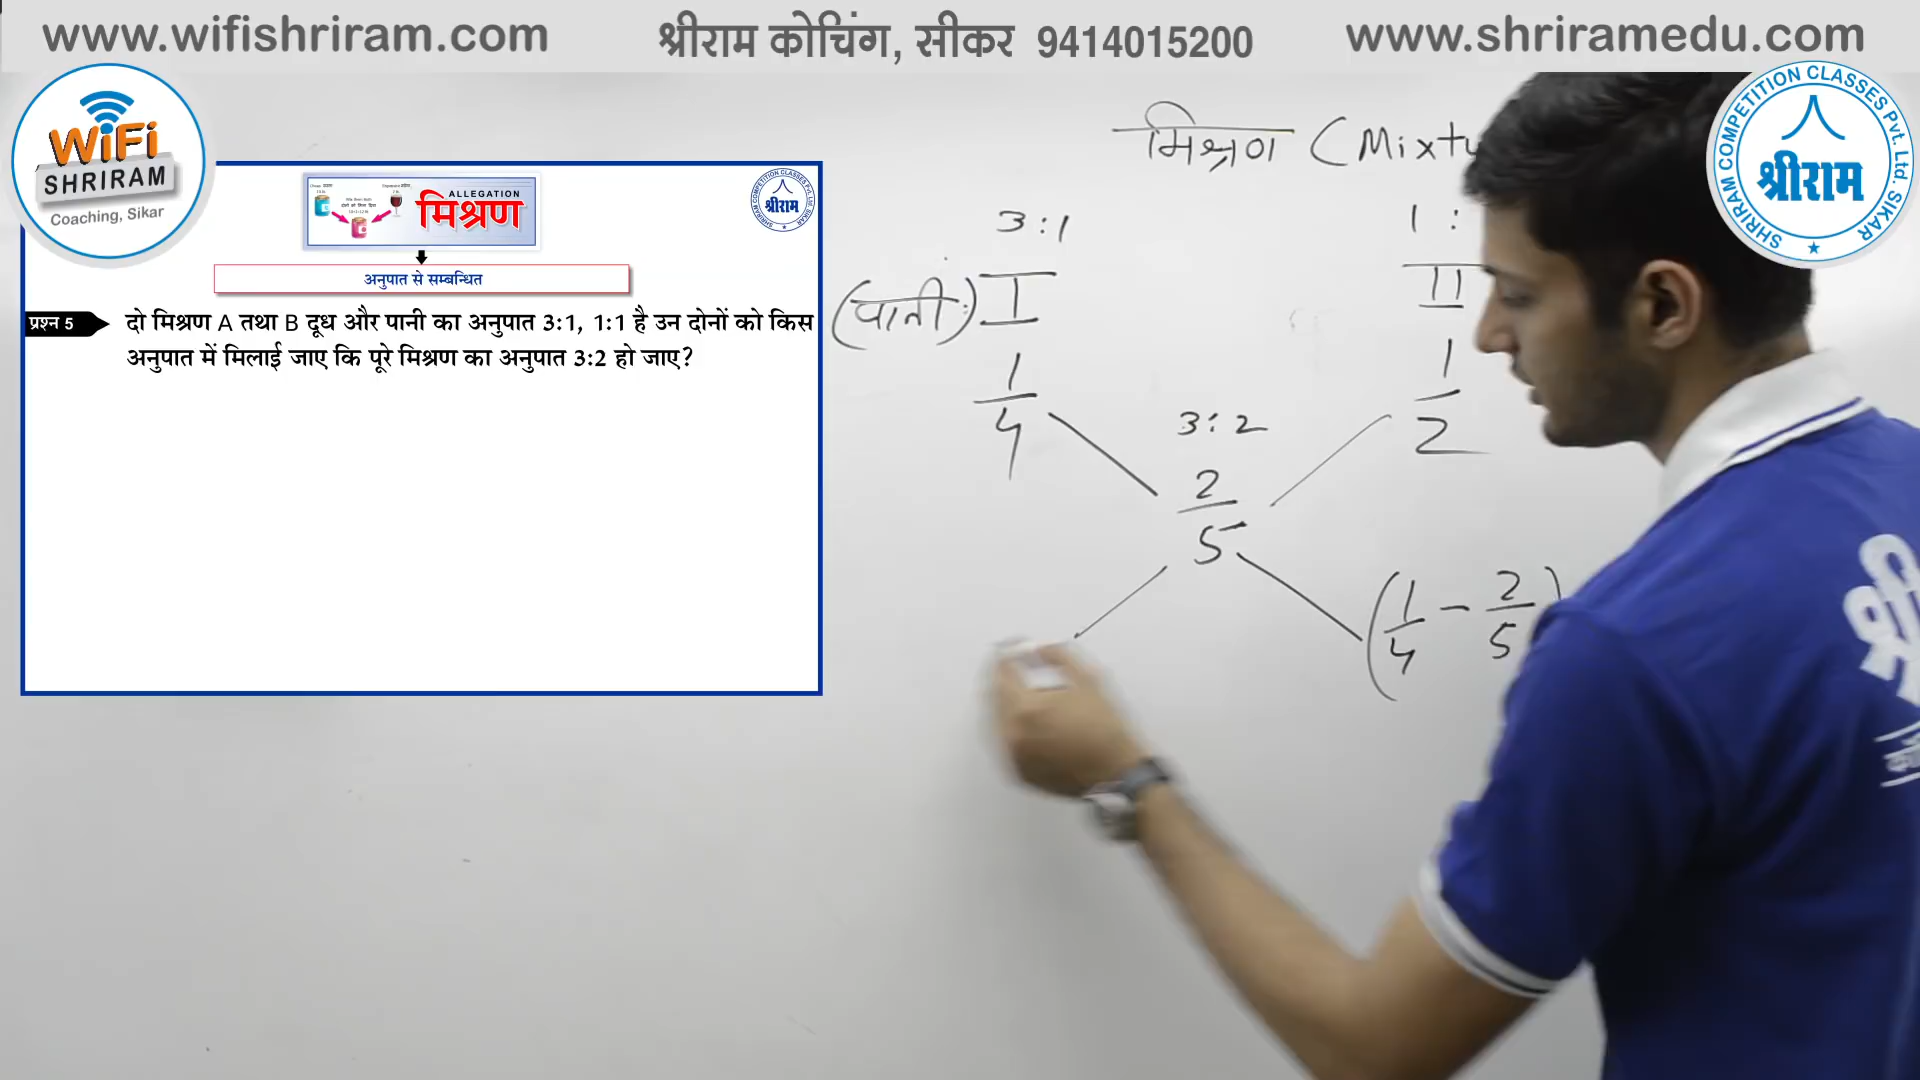 www.wifishriram.com
श्रीराम कोचिंग, सीकर 9414015200
www.shriramedu.com
WiFi
SHRIRAM
Coaching, Sikar
SHRIRAM COMPETITION CLASSES Pvt. Ltd. SIKAR
श्रीराम
ALLEGATION
मिश्रण
श्रीराम
अनुपात से सम्बन्धित
प्रश्न 5
दो मिश्रण A तथा B दूध और पानी का अनुपात 3:1, 1:1 है उन दोनों को किस
अनुपात में मिलाई जाए कि पूरे मिश्रण का अनुपात 3:2 हो जाए?
मिश्रण (Mixtu
3:1
1 :
(पानी)
I
II
1/4
1/2
3:2
2/5
(1/4 - 2/5)